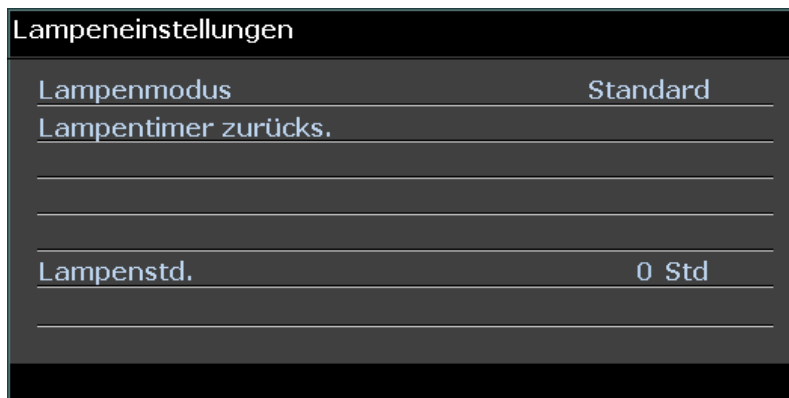 Lampeneinstellungen
Lampenmodus Standard
Lampentimer zurücks.
Lampenstd. 0 Std